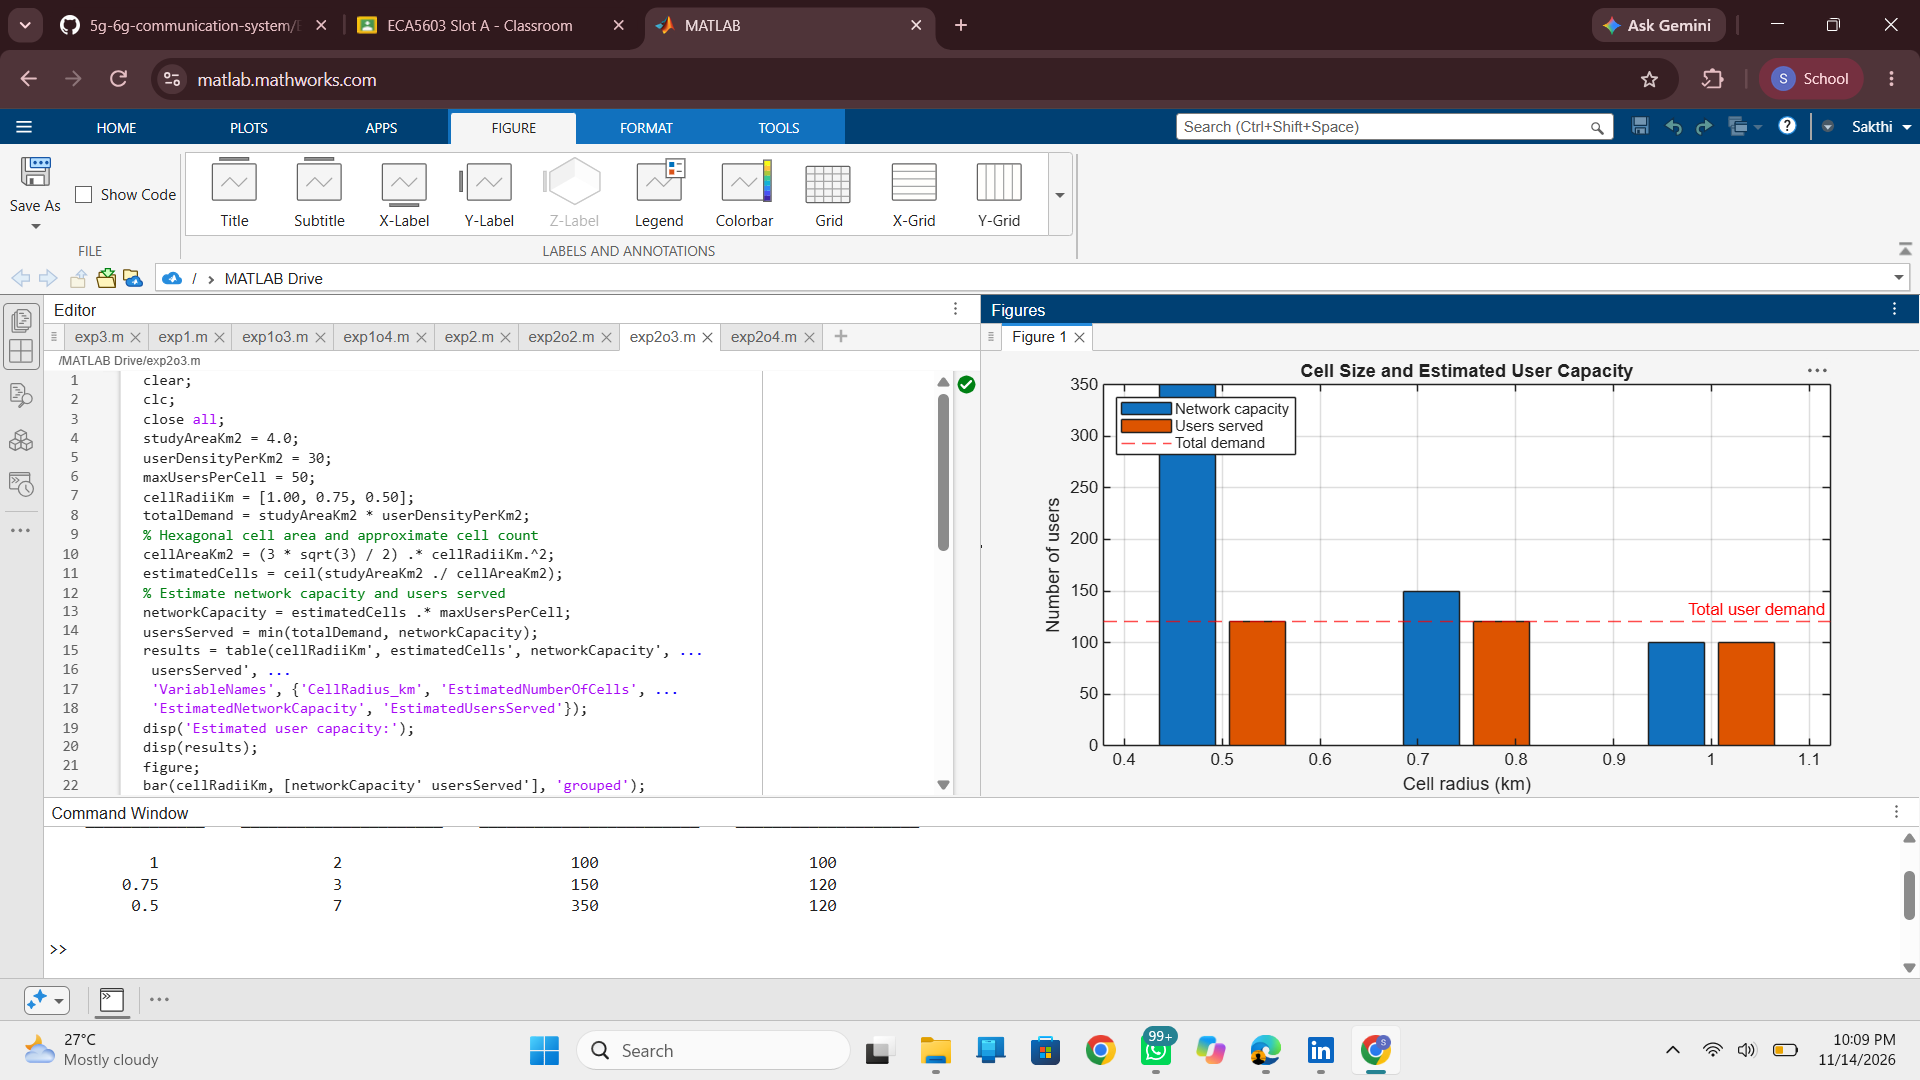 5g-6g-communication-system/
ECA5603 Slot A - Classroom
MATLAB
Ask Gemini
matlab.mathworks.com
S School
HOME PLOTS APPS FIGURE FORMAT TOOLS
Search (Ctrl+Shift+Space)
Sakthi
Save As
Show Code
Title Subtitle X-Label Y-Label Z-Label Legend Colorbar Grid X-Grid Y-Grid
FILE
LABELS AND ANNOTATIONS
/ › MATLAB Drive
Editor
exp3.m exp1.m exp1o3.m exp1o4.m exp2.m exp2o2.m exp2o3.m exp2o4.m
/MATLAB Drive/exp2o3.m
1 clear;
2 clc;
3 close all;
4 studyAreaKm2 = 4.0;
5 userDensityPerKm2 = 30;
6 maxUsersPerCell = 50;
7 cellRadiiKm = [1.00, 0.75, 0.50];
8 totalDemand = studyAreaKm2 * userDensityPerKm2;
9 % Hexagonal cell area and approximate cell count
10 cellAreaKm2 = (3 * sqrt(3) / 2) .* cellRadiiKm.^2;
11 estimatedCells = ceil(studyAreaKm2 ./ cellAreaKm2);
12 % Estimate network capacity and users served
13 networkCapacity = estimatedCells .* maxUsersPerCell;
14 usersServed = min(totalDemand, networkCapacity);
15 results = table(cellRadiiKm', estimatedCells', networkCapacity', ...
16 usersServed', ...
17 'VariableNames', {'CellRadius_km', 'EstimatedNumberOfCells', ...
18 'EstimatedNetworkCapacity', 'EstimatedUsersServed'});
19 disp('Estimated user capacity:');
20 disp(results);
21 figure;
22 bar(cellRadiiKm, [networkCapacity' usersServed'], 'grouped');
Figures
Figure 1
Cell Size and Estimated User Capacity
Network capacity
Users served
Total demand
Total user demand
Number of users
350
300
250
200
150
100
50
0
0.4 0.5 0.6 0.7 0.8 0.9 1 1.1
Cell radius (km)
Command Window
1 2 100 100
0.75 3 150 120
0.5 7 350 120
>>
27°C
Mostly cloudy
Search
99+
10:09 PM
11/14/2026